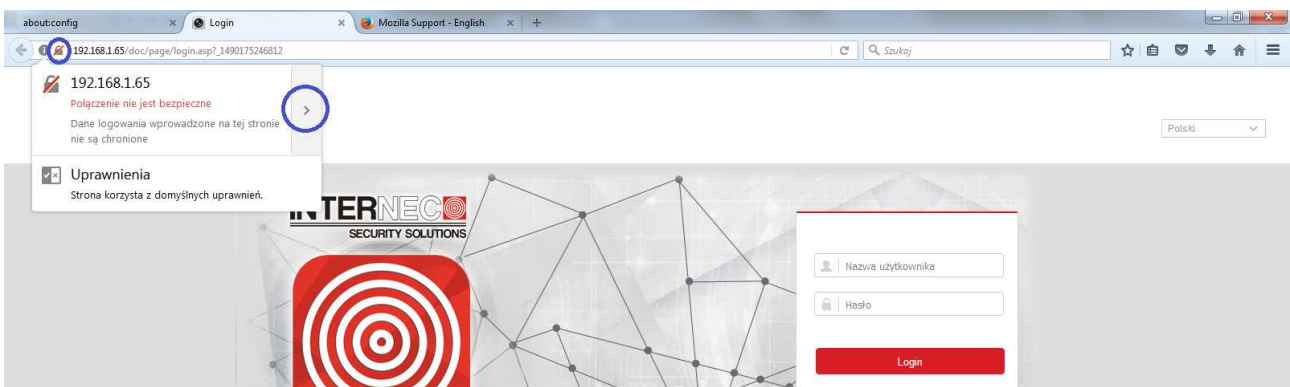 about:config
Login
Mozilla Support - English
192.168.1.65/doc/page/login.asp?_1490175246812
Szukaj
192.168.1.65
Połączenie nie jest bezpieczne
Dane logowania wprowadzone na tej stronie
nie są chronione
Polski
Uprawnienia
Strona korzysta z domyślnych uprawnień.
INTERNEC
SECURITY SOLUTIONS
Nazwa użytkownika
Hasło
Login